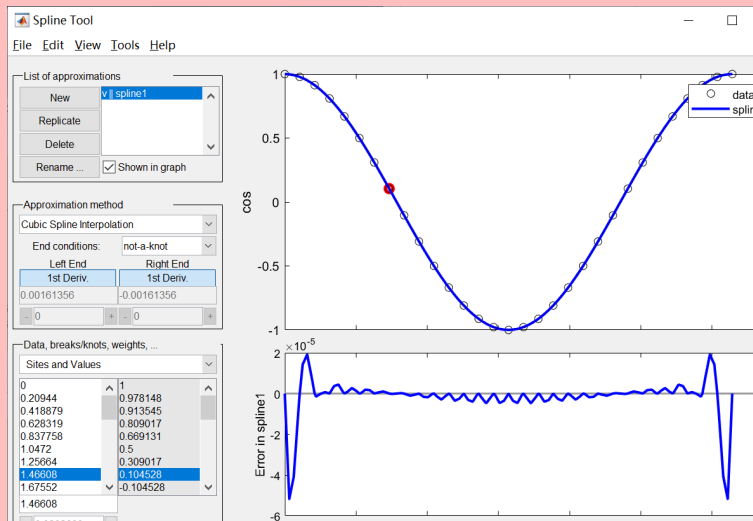 Spline Tool
File Edit View Tools Help
List of approximations
New
Replicate
Delete
Rename ...
v || spline1
Shown in graph
Approximation method
Cubic Spline Interpolation
End conditions: not-a-knot
Left End Right End
1st Deriv. 1st Deriv.
0.00161356 -0.00161356
- 0 + - 0 +
Data, breaks/knots, weights, ...
Sites and Values
0 1
0.20944 0.978148
0.418879 0.913545
0.628319 0.809017
0.837758 0.669131
1.0472 0.5
1.25664 0.309017
1.46608 0.104528
1.67552 -0.104528
1.46608
cos
1
0.5
0
-0.5
-1
data
splin
×10-5
Error in spline1
2
0
-2
-4
-6